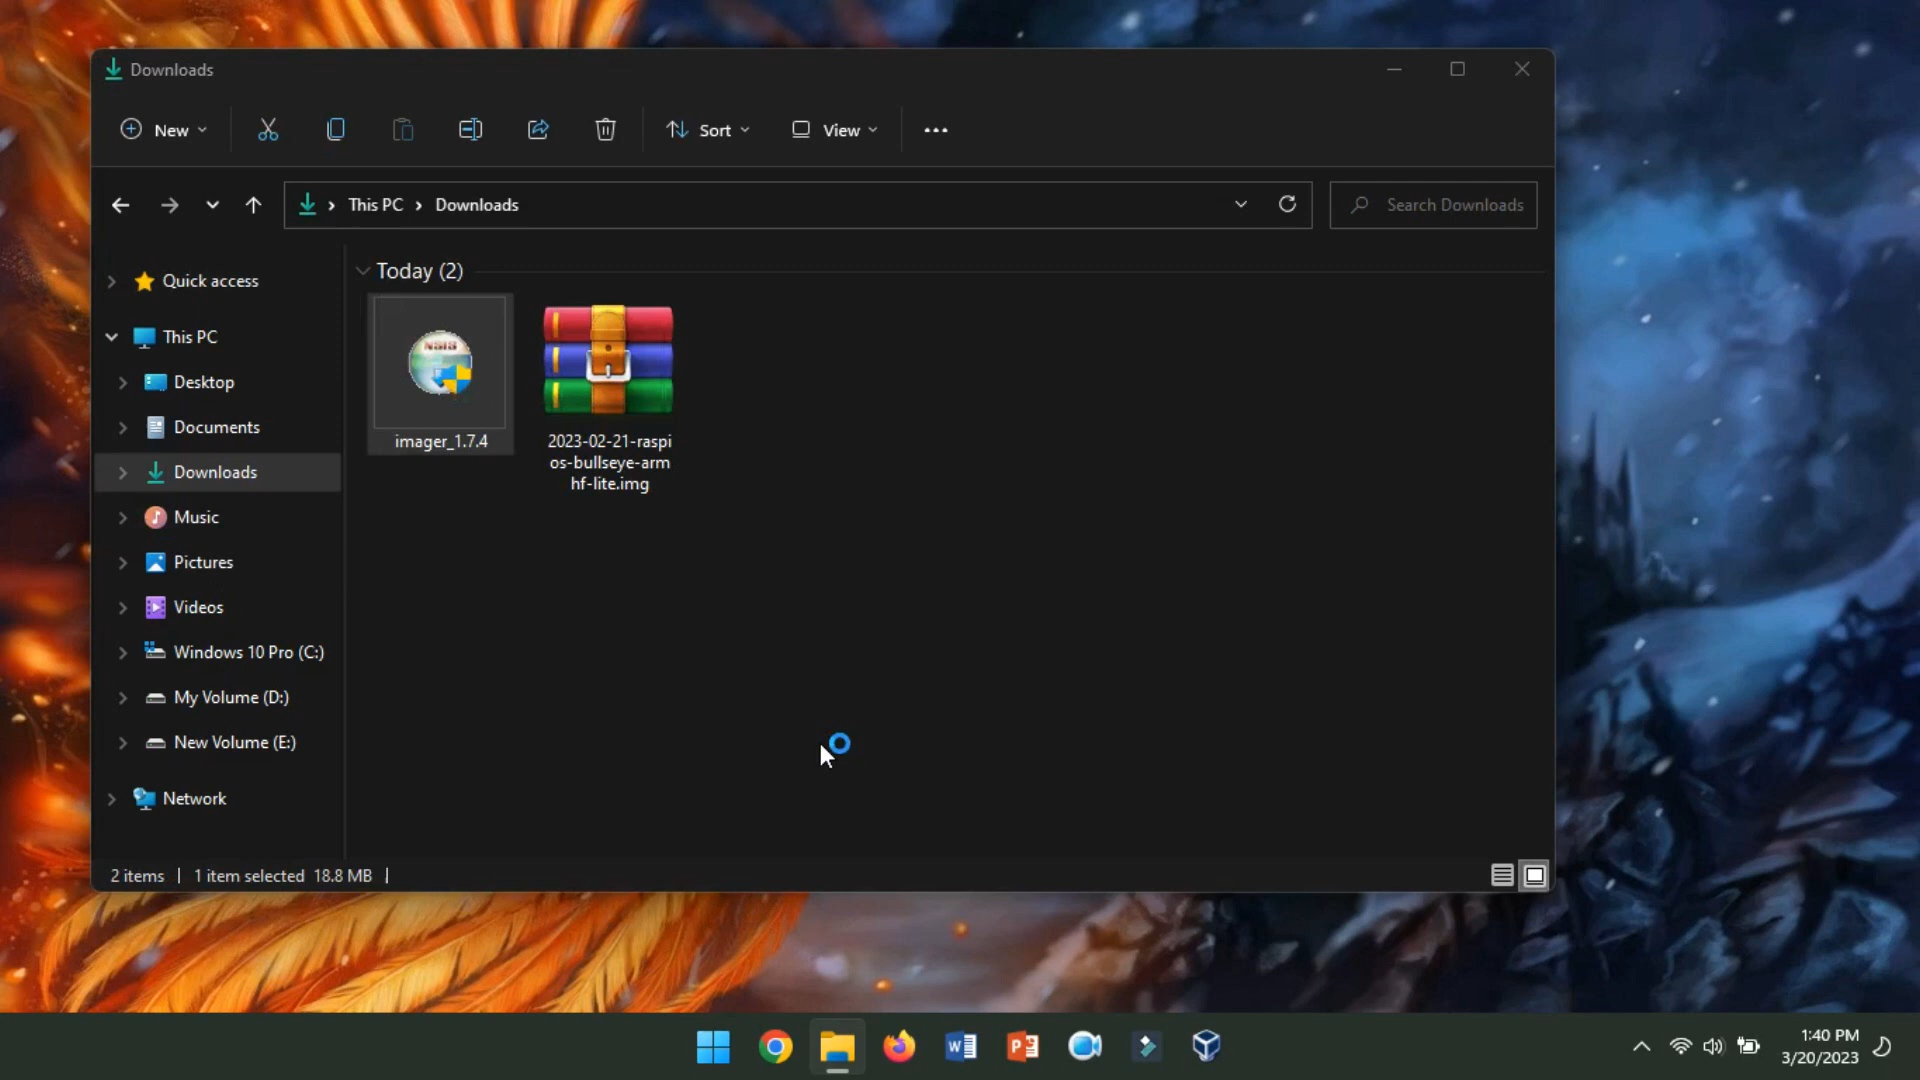 Downloads
New
Sort
View
This PC
Downloads
Search Downloads
Quick access
This PC
Desktop
Documents
Downloads
Music
Pictures
Videos
Windows 10 Pro (C:)
My Volume (D:)
New Volume (E:)
Network
Today (2)
NSIS
imager_1.7.4
2023-02-21-raspi
os-bullseye-arm
hf-lite.img
2 items
1 item selected 18.8 MB
W
P
1:40 PM
3/20/2023